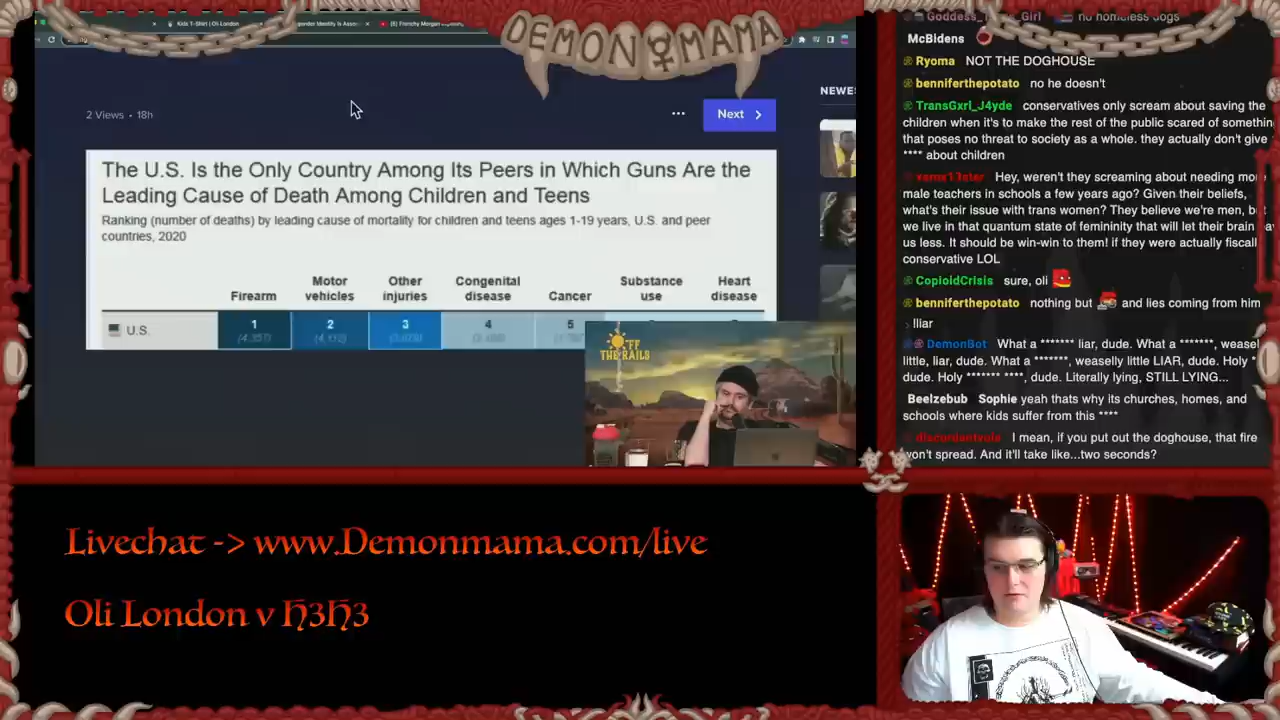 Kids T-Shirt | Oli London
DEMON MAMA
2 Views • 18h
Next
NEWE
The U.S. Is the Only Country Among Its Peers in Which Guns Are the
Leading Cause of Death Among Children and Teens
Ranking (number of deaths) by leading cause of mortality for children and teens ages 1-19 years, U.S. and peer
countries, 2020
Firearm
Motor
vehicles
Other
injuries
Congenital
disease
Cancer
Substance
use
Heart
disease
U.S.
1
2
3
4
5
THE RAILS
no homeless dogs
McBidens
Ryoma NOT THE DOGHOUSE
benniferthepotato no he doesn't
TransGxrl_J4yde conservatives only scream about saving the
children when it's to make the rest of the public scared of somethin
that poses no threat to society as a whole. they actually don't give
**** about children
Hey, weren't they screaming about needing mo
male teachers in schools a few years ago? Given their beliefs,
what's their issue with trans women? They believe we're men, b
we live in that quantum state of femininity that will let their brain
us less. It should be win-win to them! if they were actually fiscall
conservative LOL
CopioidCrisis sure, oli
benniferthepotato nothing but and lies coming from him
lliar
DemonBot What a ******* liar, dude. What a *******, weasel
little, liar, dude. What a *******, weaselly little LIAR, dude. Holy *
dude. Holy ******* ****, dude. Literally lying, STILL LYING...
Beelzebub Sophie yeah thats why its churches, homes, and
schools where kids suffer from this ****
I mean, if you put out the doghouse, that fire
won't spread. And it'll take like...two seconds?
Livechat -> www.Demonmama.com/live
Oli London v H3H3